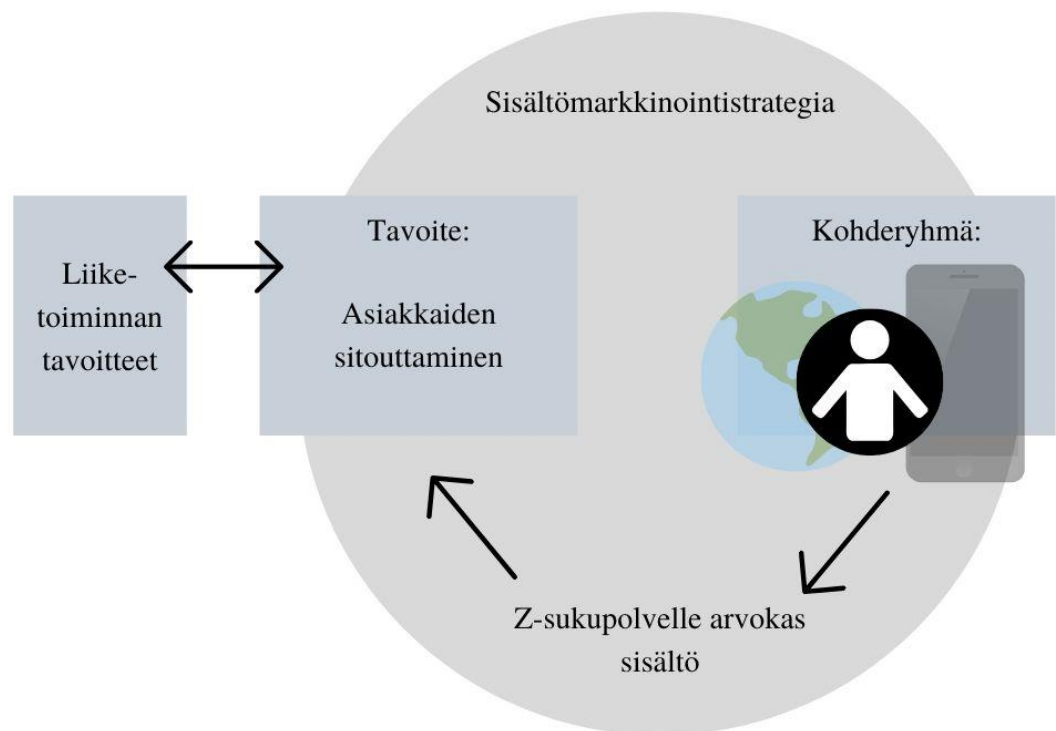 Sisältömarkkinointistrategia
Liike-
toiminnan
tavoitteet
Tavoite:
Asiakkaiden
sitouttaminen
Kohderyhmä:
Z-sukupolvelle arvokas
sisältö